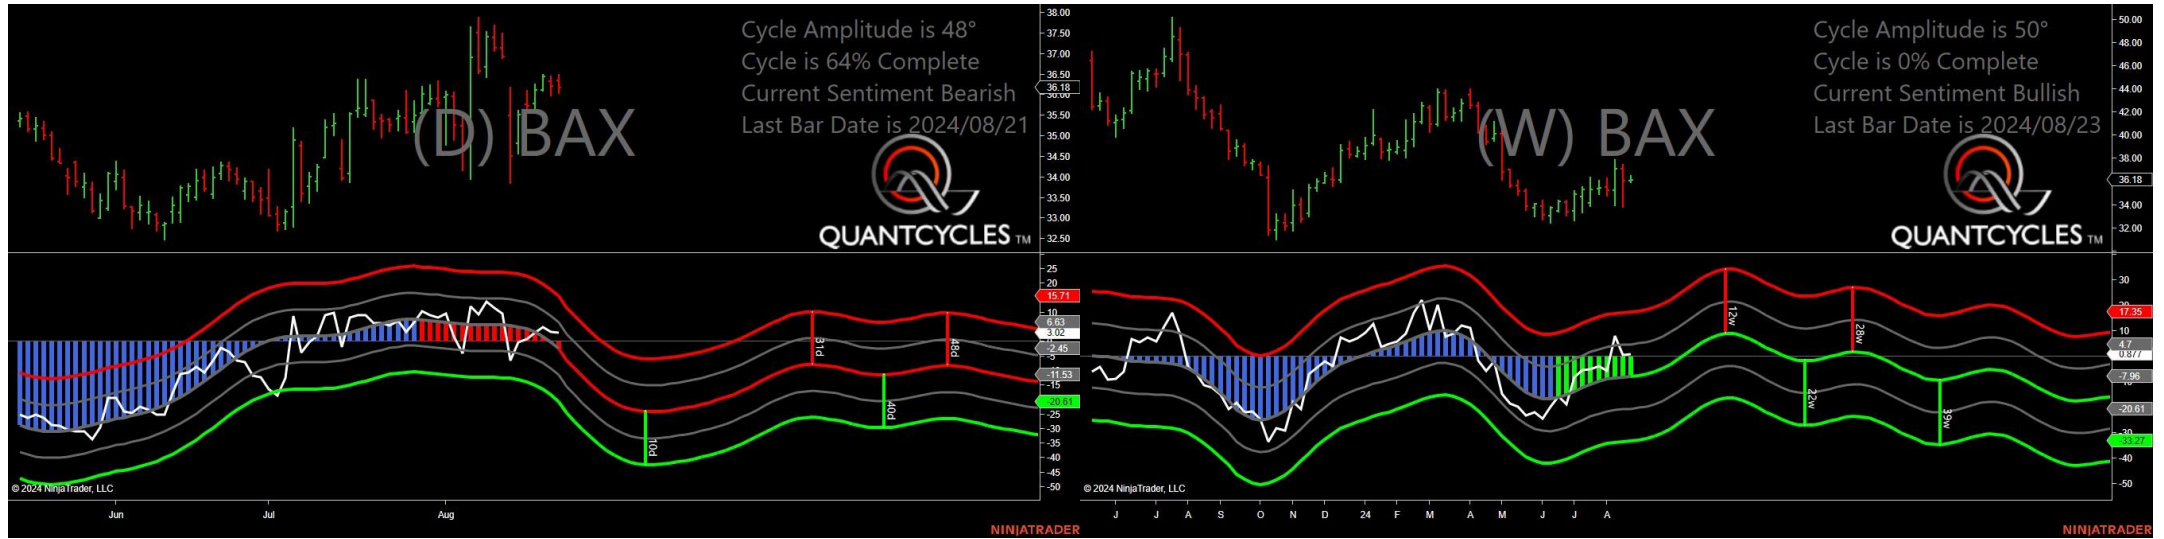 Cycle Amplitude is 48°
Cycle is 64% Complete
Current Sentiment Bearish
Last Bar Date is 2024/08/21
(D) BAX
QUANTCYCLES TM
38.00
37.50
37.00
36.50
36.18
35.50
35.00
34.50
34.00
33.50
33.00
32.50
25
20
15.71
10
6.63
3.02
-2.45
-5
-11.53
-15
-20.61
-25
-30
-35
-40
-45
-50
31d
48d
40d
10d
© 2024 NinjaTrader, LLC
Jun
Jul
Aug
NINJATRADER
Cycle Amplitude is 50°
Cycle is 0% Complete
Current Sentiment Bullish
Last Bar Date is 2024/08/23
(W) BAX
QUANTCYCLES TM
50.00
48.00
46.00
44.00
42.00
40.00
38.00
36.18
34.00
32.00
30
17.35
10
4.7
0.877
-7.96
-20.61
-30
-33.27
-40
-50
12w
28w
22w
39w
© 2024 NinjaTrader, LLC
J J A S O N D 24 F M A M J J A
NINJATRADER